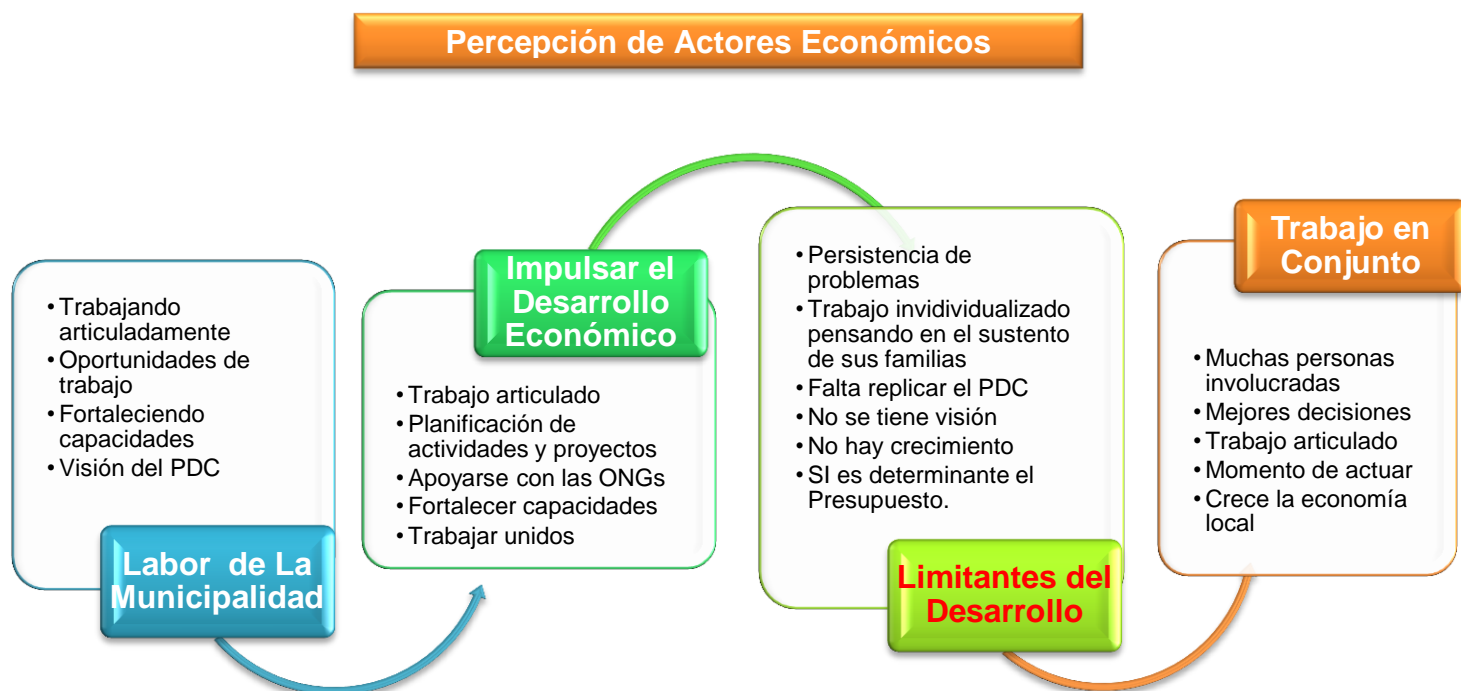 Percepción de Actores Económicos
• Trabajando
articuladamente
• Oportunidades de
trabajo
• Fortaleciendo
capacidades
• Visión del PDC
Labor de La
Municipalidad
Impulsar el
Desarrollo
Económico
• Trabajo articulado
• Planificación de
actividades y proyectos
• Apoyarse con las ONGs
• Fortalecer capacidades
• Trabajar unidos
• Persistencia de
problemas
• Trabajo invidividualizado
pensando en el sustento
de sus familias
• Falta replicar el PDC
• No se tiene visión
• No hay crecimiento
• SI es determinante el
Presupuesto.
Limitantes del
Desarrollo
Trabajo en
Conjunto
• Muchas personas
involucradas
• Mejores decisiones
• Trabajo articulado
• Momento de actuar
• Crece la economía
local